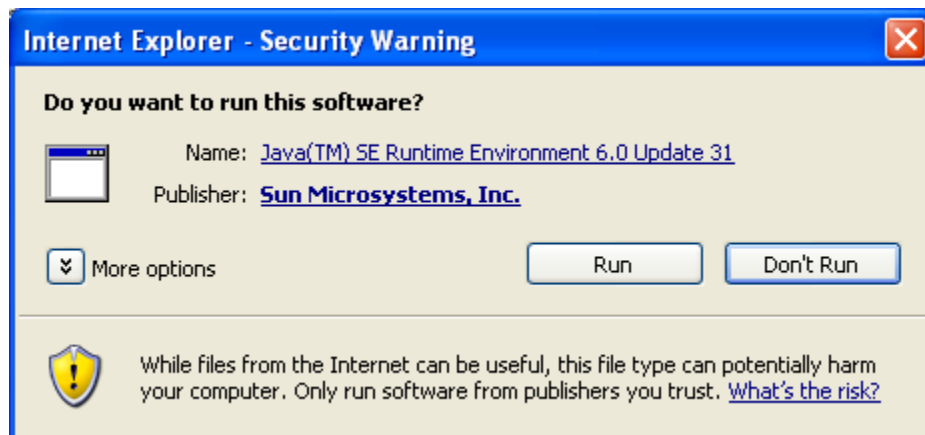 Internet Explorer - Security Warning
Do you want to run this software?
Name: Java(TM) SE Runtime Environment 6.0 Update 31
Publisher: Sun Microsystems, Inc.
More options
Run
Don't Run
While files from the Internet can be useful, this file type can potentially harm
your computer. Only run software from publishers you trust. What's the risk?